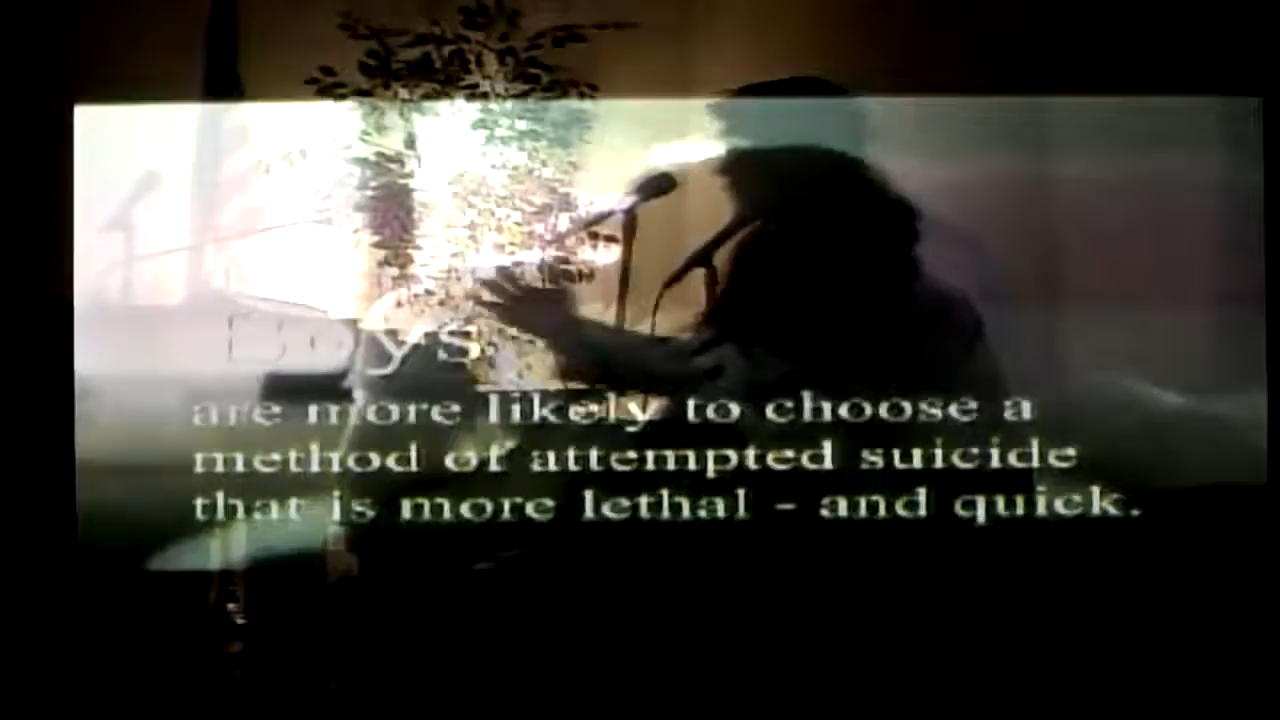 Boys
are more likely to choose a
method of attempted suicide
that is more lethal - and quick.